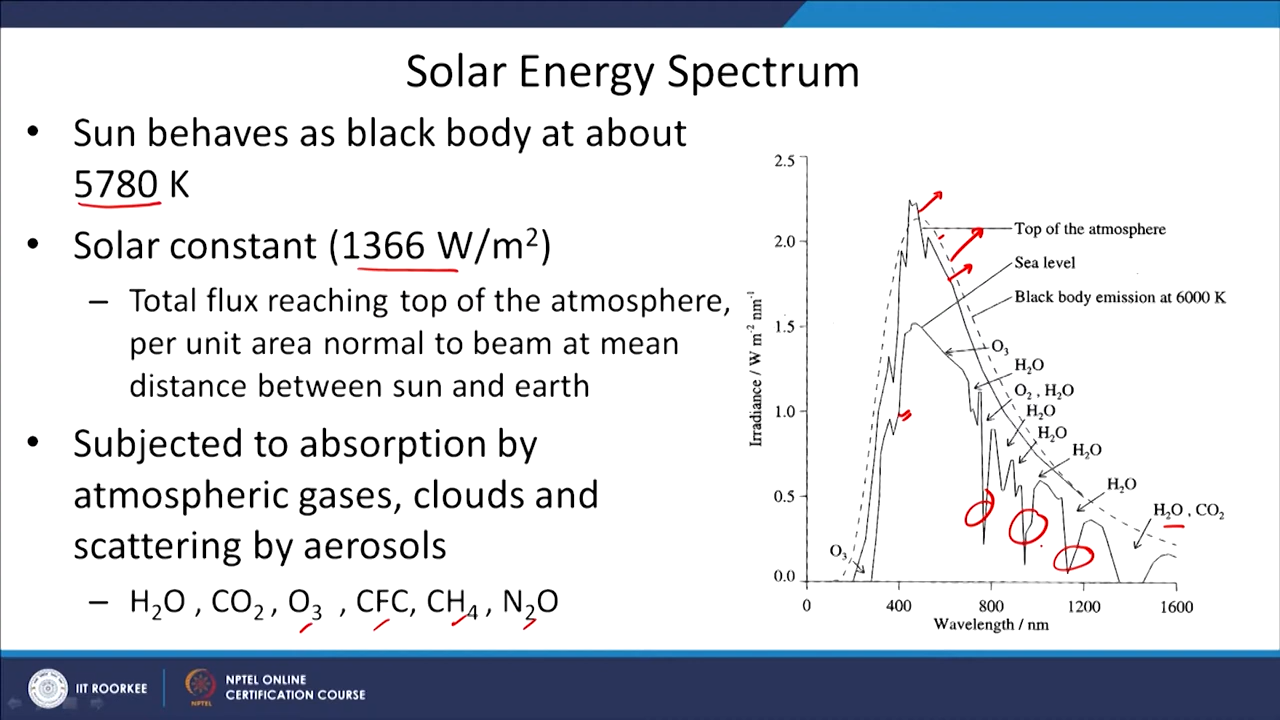 Solar Energy Spectrum
• Sun behaves as black body at about
5780 K
• Solar constant (1366 W/m²)
– Total flux reaching top of the atmosphere,
per unit area normal to beam at mean
distance between sun and earth
• Subjected to absorption by
atmospheric gases, clouds and
scattering by aerosols
– H₂O , CO₂ , O₃ , CFC, CH₄ , N₂O
2.5
2.0
1.5
1.0
0.5
0.0
Irradiance / W m⁻² nm⁻¹
Top of the atmosphere
Sea level
Black body emission at 6000 K
O₃
H₂O
O₂ , H₂O
H₂O
H₂O
H₂O
H₂O
H₂O , CO₂
O₃
0 400 800 1200 1600
Wavelength / nm
IIT ROORKEE
NPTEL
NPTEL ONLINE
CERTIFICATION COURSE